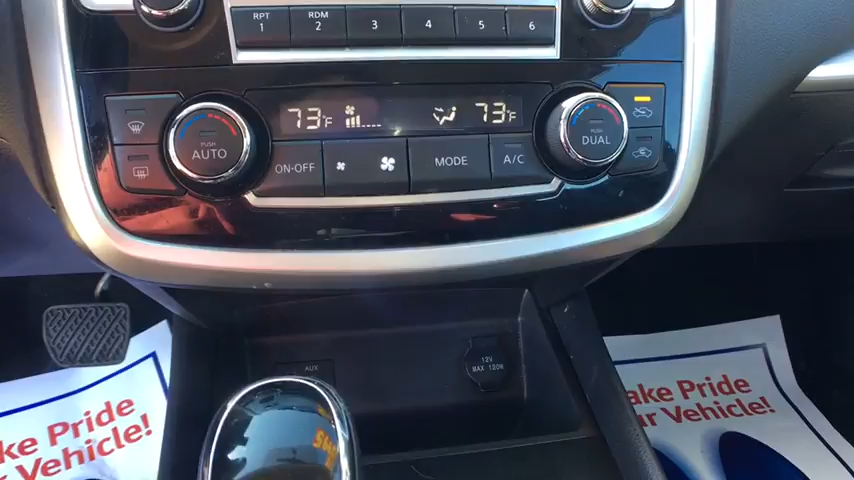 RPT
1
RDM
2
3
4
5
6
73°F
73°F
PUSH
AUTO
ON·OFF
MODE
A/C
PUSH
DUAL
AUX
12V
MAX 120W
ke Pride
r Vehicle!
ake Pride
r Vehicle!